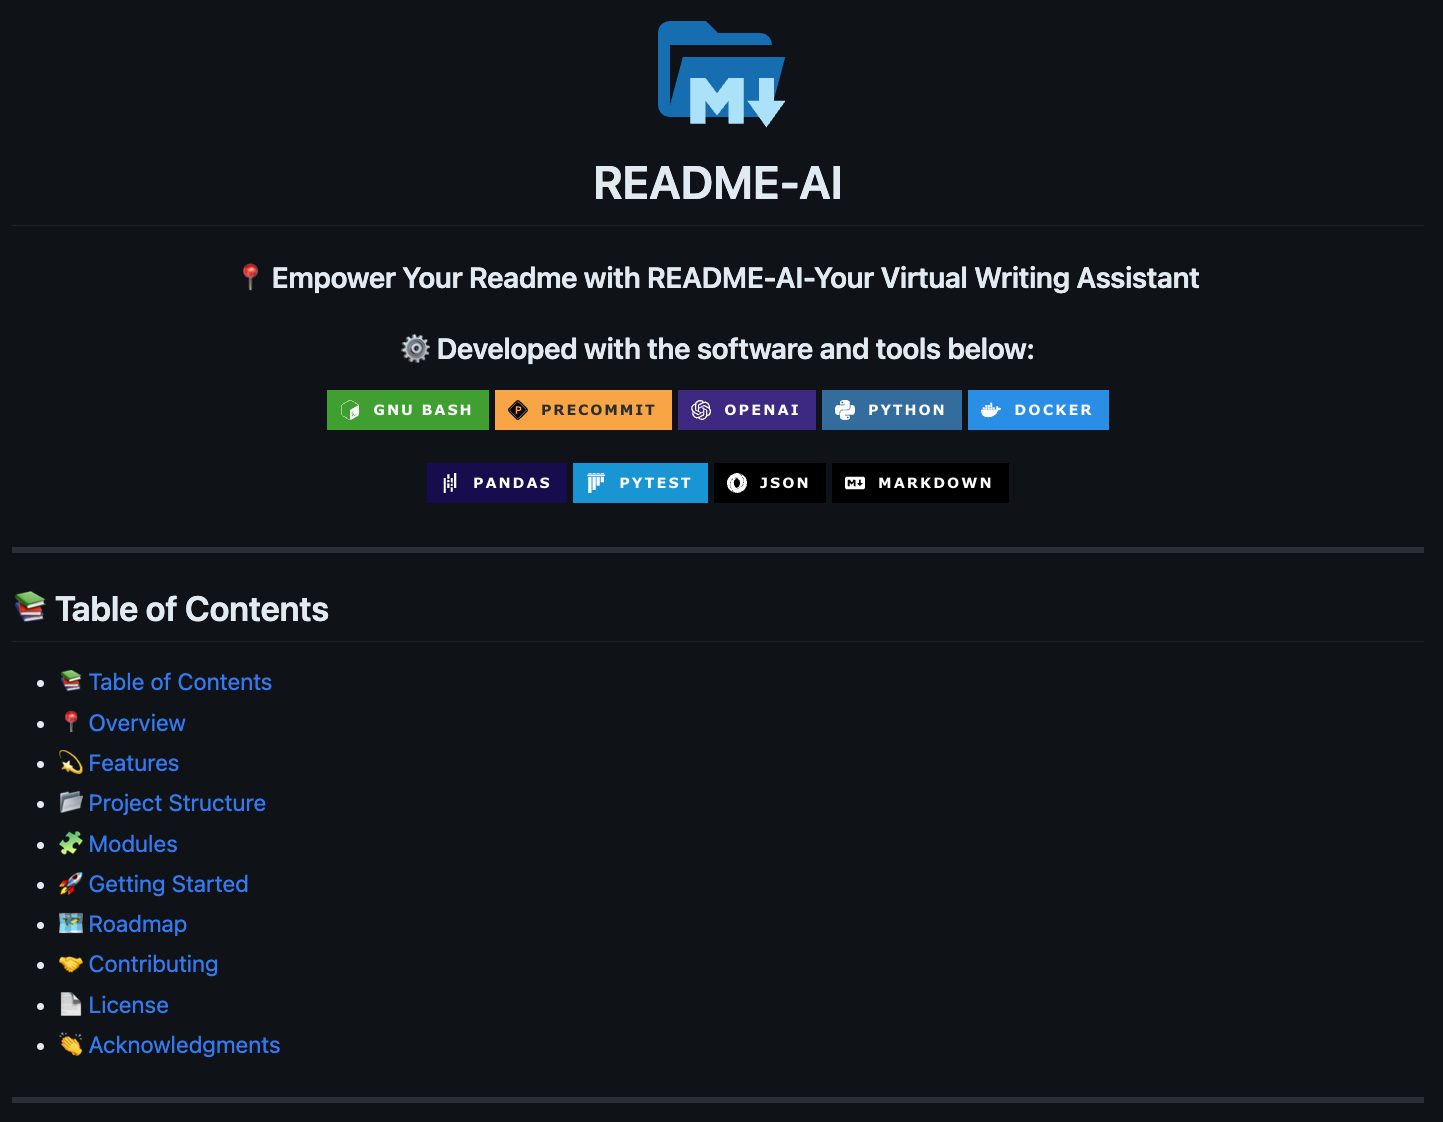 M
README-AI
📍 Empower Your Readme with README-AI-Your Virtual Writing Assistant
⚙️ Developed with the software and tools below:
GNU BASH PRECOMMIT OPENAI PYTHON DOCKER
PANDAS PYTEST JSON MARKDOWN
📚 Table of Contents
• 📚 Table of Contents
• 📍 Overview
• 💫 Features
• 📂 Project Structure
• 🧩 Modules
• 🚀 Getting Started
• 🗺 Roadmap
• 🤝 Contributing
• 📄 License
• 👏 Acknowledgments